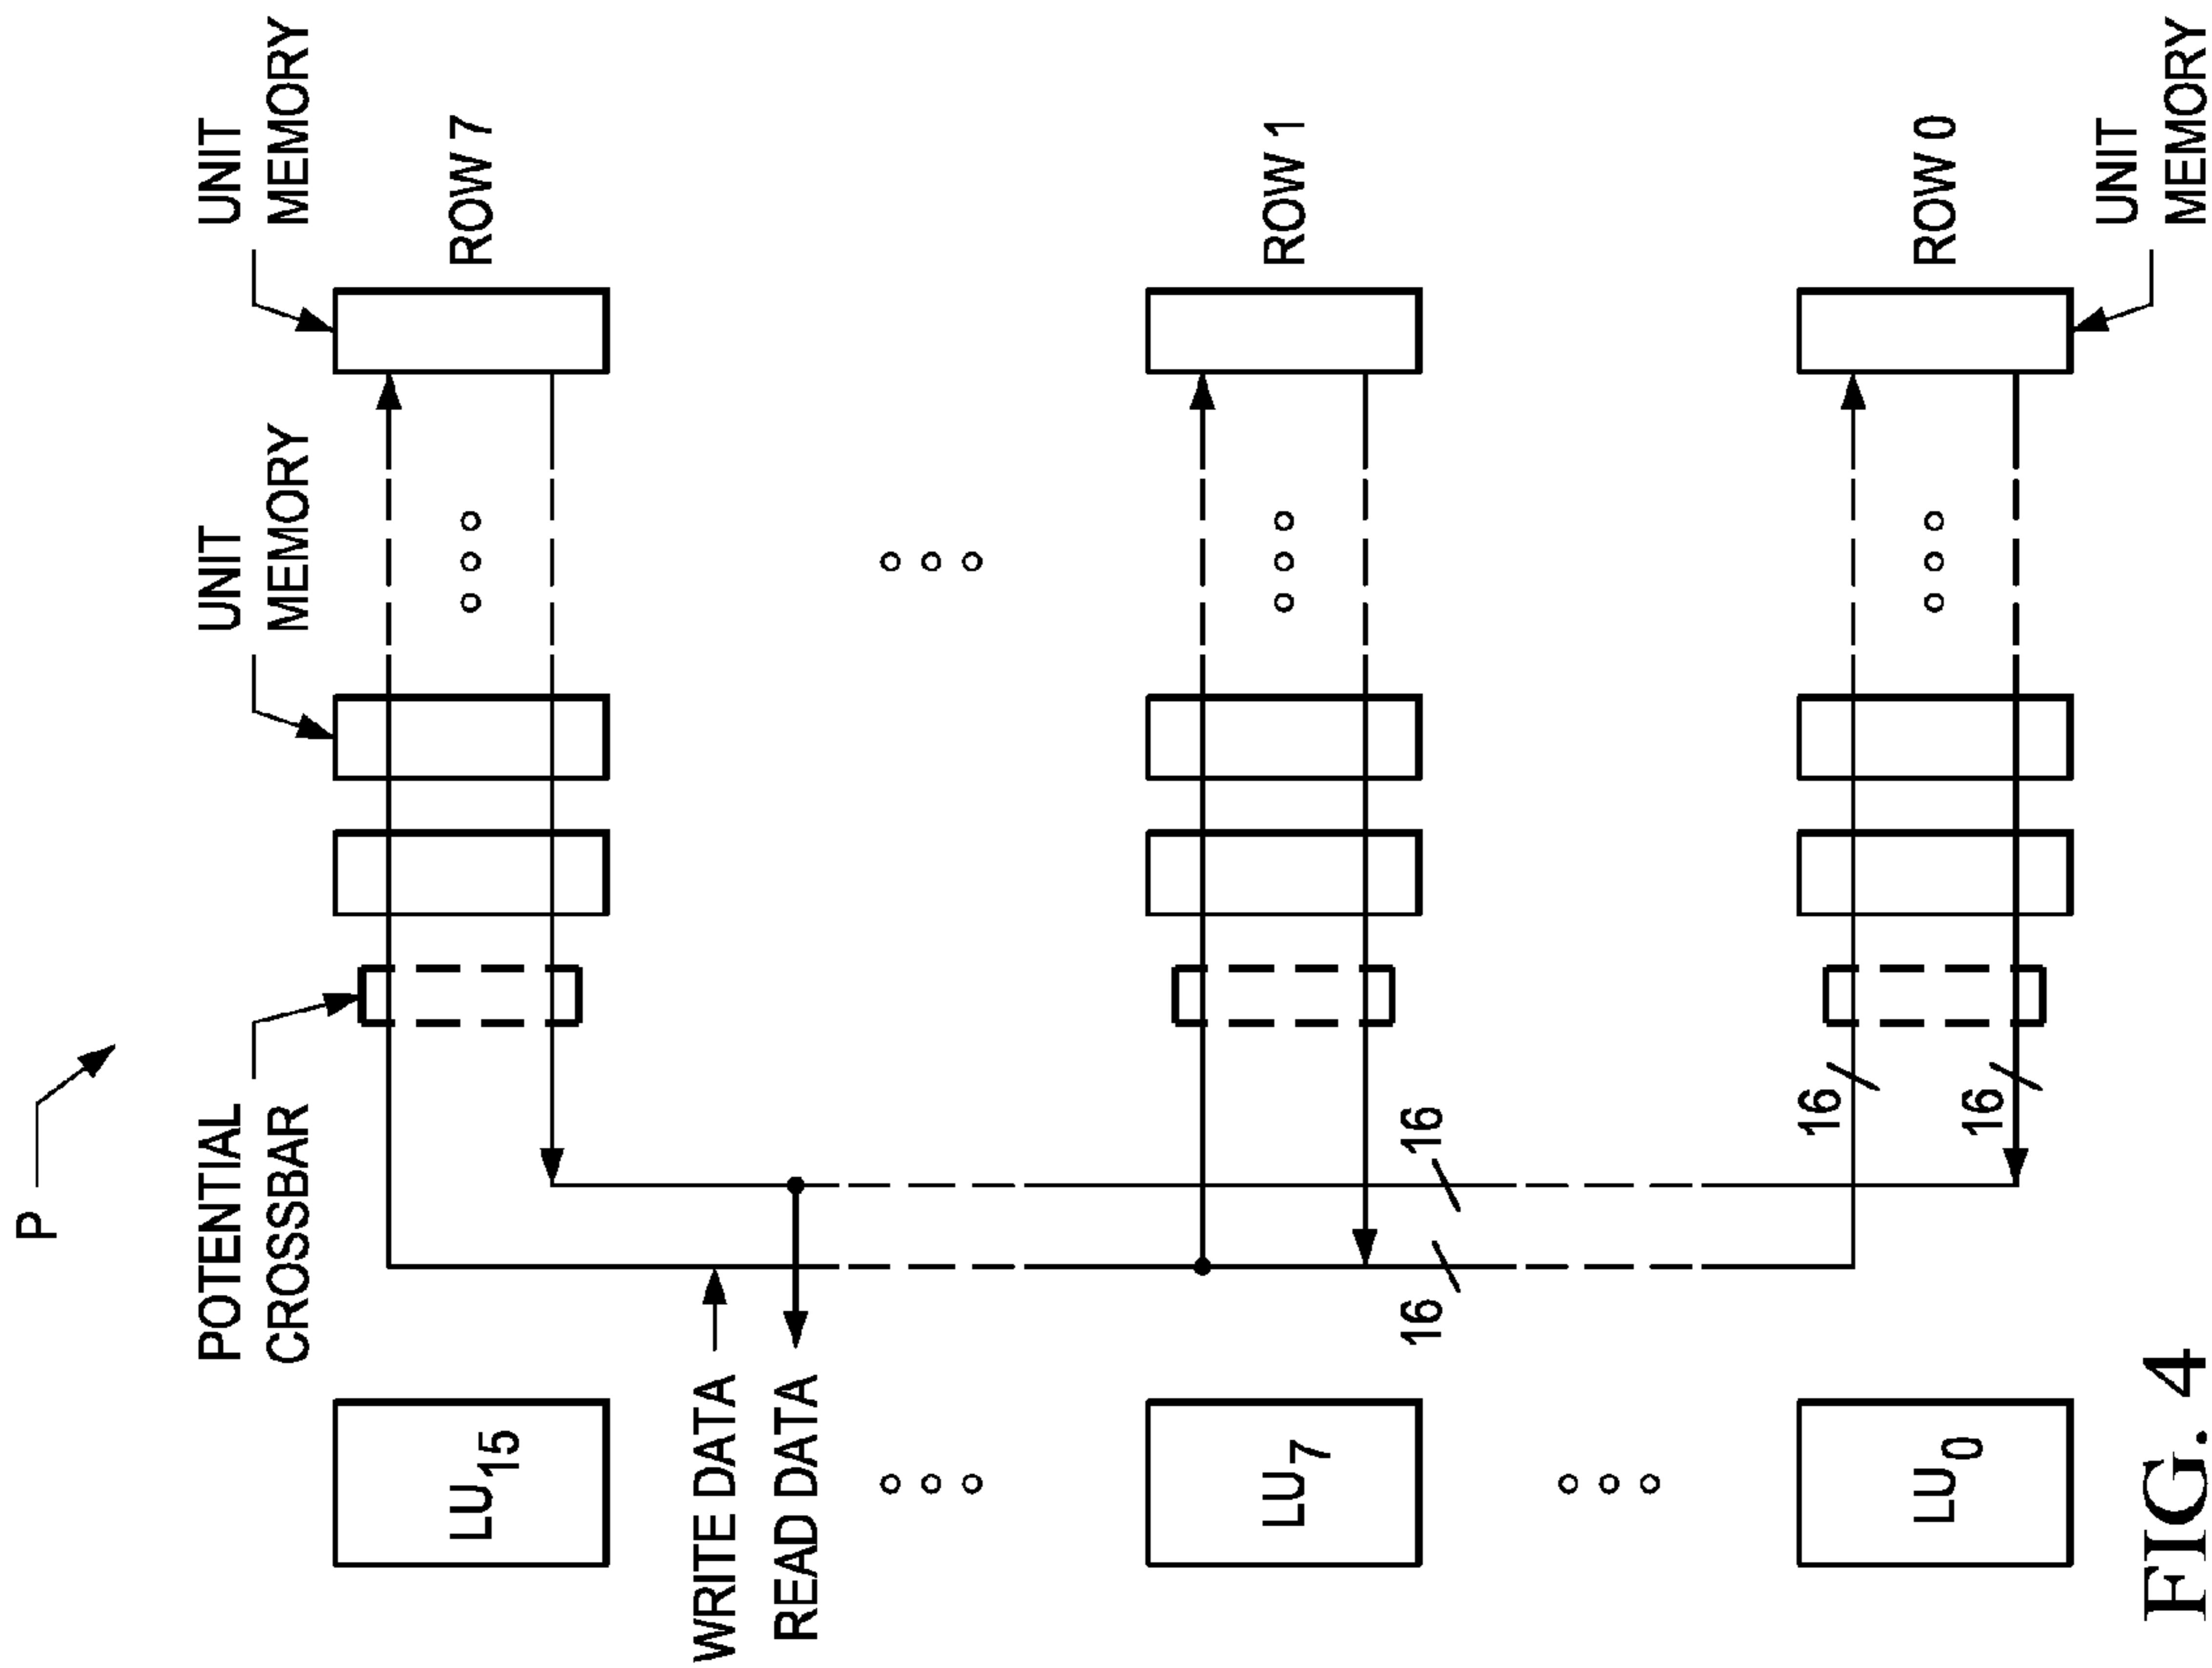 P
POTENTIAL
CROSSBAR
UNIT
MEMORY
UNIT
MEMORY
LU15
ROW 7
WRITE DATA
READ DATA
LU7
16
16
ROW 1
LU0
16
16
ROW 0
UNIT
MEMORY
FIG. 4